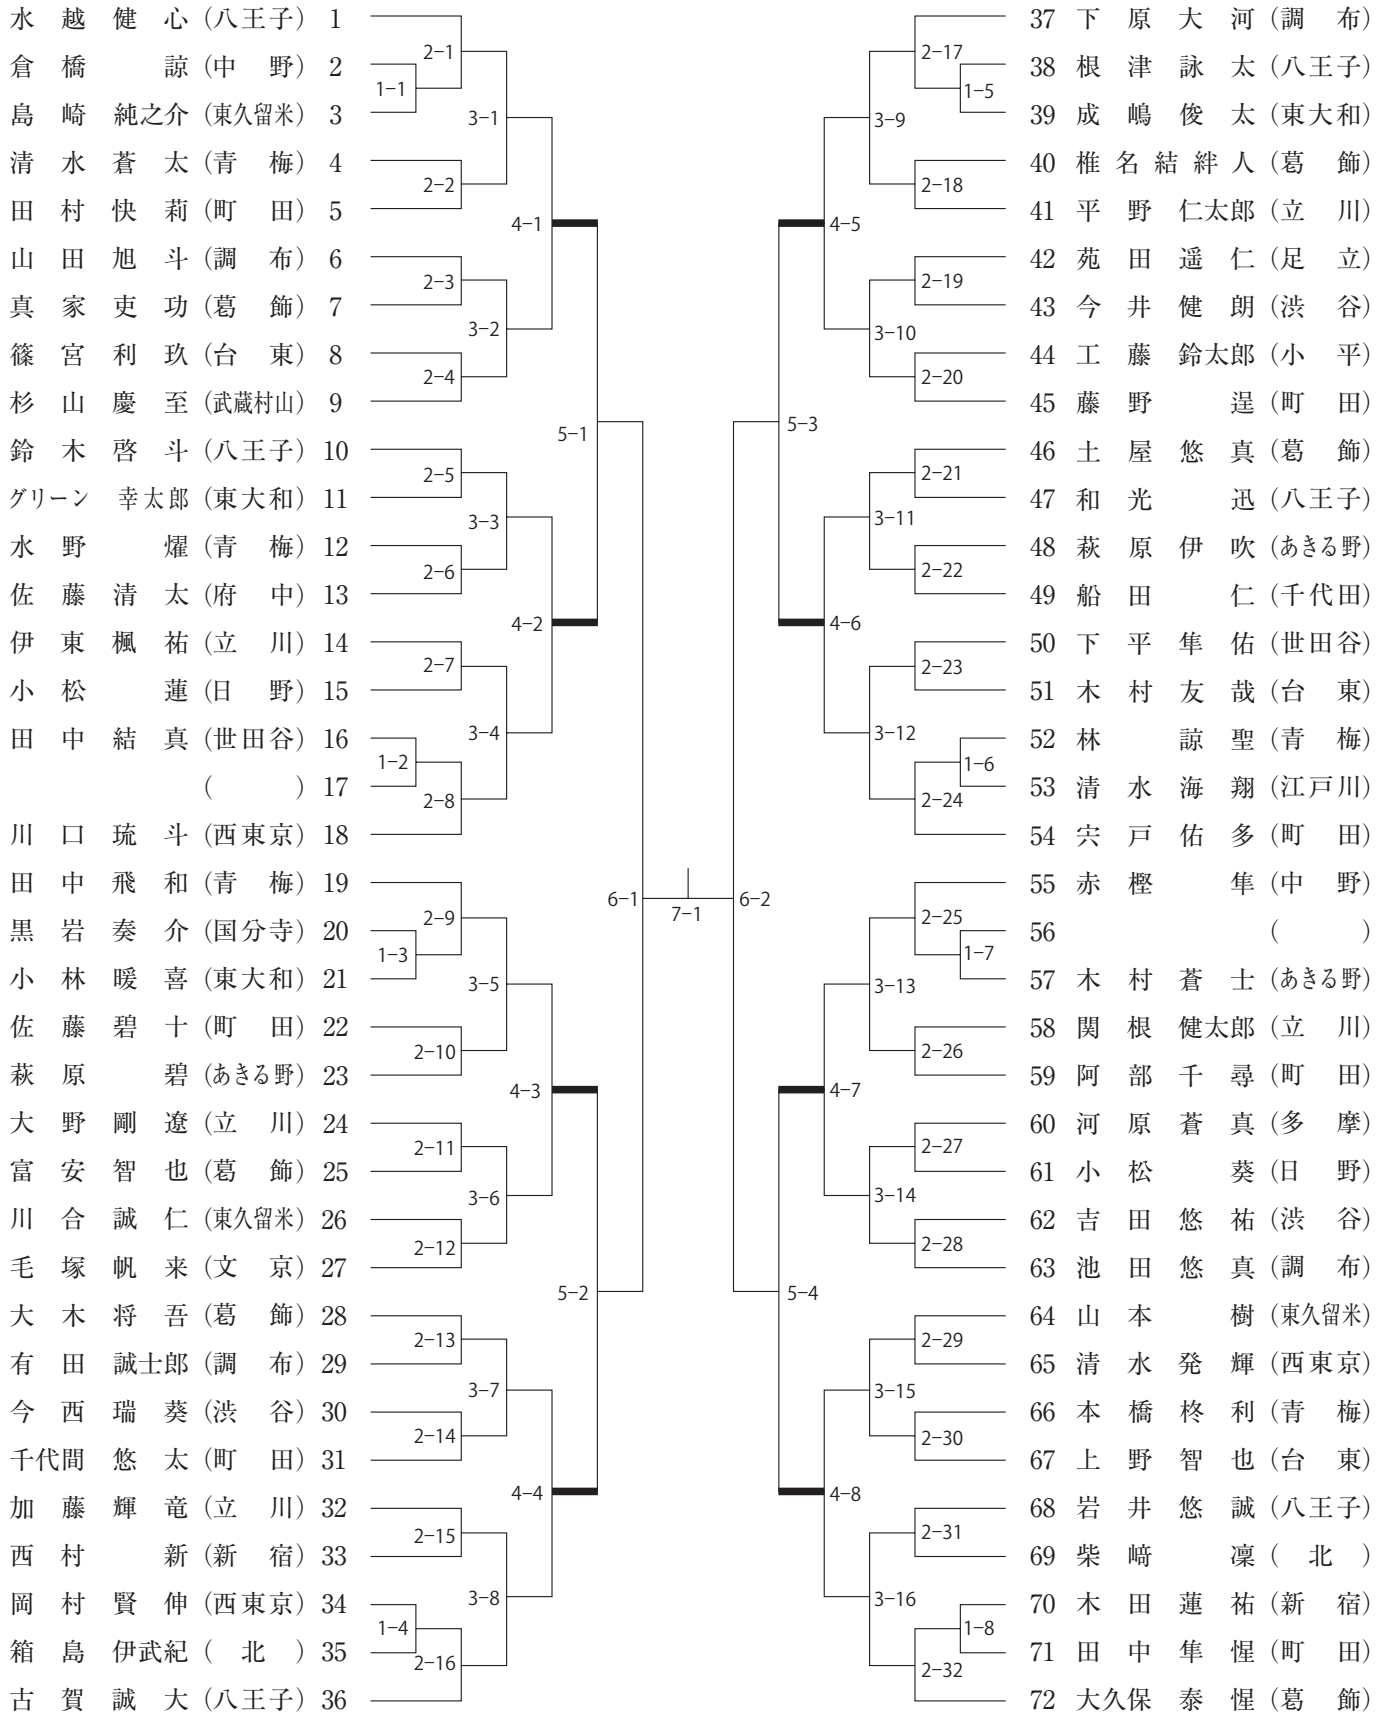 水越健心 (八王子) 1
倉橋諒 (中野) 2
島崎純之介 (東久留米) 3
清水蒼太 (青梅) 4
田村快莉 (町田) 5
山田旭斗 (調布) 6
真家吏功 (葛飾) 7
篠宮利玖 (台東) 8
杉山慶至 (武蔵村山) 9
鈴木啓斗 (八王子) 10
グリーン幸太郎 (東大和) 11
水野燿 (青梅) 12
佐藤清太 (府中) 13
伊東楓祐 (立川) 14
小松蓮 (日野) 15
田中結真 (世田谷) 16
( ) 17
川口琉斗 (西東京) 18
田中飛和 (青梅) 19
黒岩奏介 (国分寺) 20
小林暖喜 (東大和) 21
佐藤碧十 (町田) 22
萩原碧 (あきる野) 23
大野剛遼 (立川) 24
富安智也 (葛飾) 25
川合誠仁 (東久留米) 26
毛塚帆来 (文京) 27
大木将吾 (葛飾) 28
有田誠士郎 (調布) 29
今西瑞葵 (渋谷) 30
千代間悠太 (町田) 31
加藤輝竜 (立川) 32
西村新 (新宿) 33
岡村賢伸 (西東京) 34
箱島伊武紀 (北) 35
古賀誠大 (八王子) 36
1-1
1-2
1-3
1-4
2-1
2-2
2-3
2-4
2-5
2-6
2-7
2-8
2-9
2-10
2-11
2-12
2-13
2-14
2-15
2-16
3-1
3-2
3-3
3-4
3-5
3-6
3-7
3-8
4-1
4-2
4-3
4-4
5-1
5-2
6-1
7-1
6-2
5-3
5-4
4-5
4-6
4-7
4-8
3-9
3-10
3-11
3-12
3-13
3-14
3-15
3-16
2-17
2-18
2-19
2-20
2-21
2-22
2-23
2-24
2-25
2-26
2-27
2-28
2-29
2-30
2-31
2-32
1-5
1-6
1-7
1-8
37 下原大河 (調布)
38 根津詠太 (八王子)
39 成嶋俊太 (東大和)
40 椎名結絆人 (葛飾)
41 平野仁太郎 (立川)
42 苑田遥仁 (足立)
43 今井健朗 (渋谷)
44 工藤鈴太郎 (小平)
45 藤野逞 (町田)
46 土屋悠真 (葛飾)
47 和光迅 (八王子)
48 萩原伊吹 (あきる野)
49 船田仁 (千代田)
50 下平隼佑 (世田谷)
51 木村友哉 (台東)
52 林諒聖 (青梅)
53 清水海翔 (江戸川)
54 宍戸佑多 (町田)
55 赤樫隼 (中野)
56 ( )
57 木村蒼士 (あきる野)
58 関根健太郎 (立川)
59 阿部千尋 (町田)
60 河原蒼真 (多摩)
61 小松葵 (日野)
62 吉田悠祐 (渋谷)
63 池田悠真 (調布)
64 山本樹 (東久留米)
65 清水発輝 (西東京)
66 本橋柊利 (青梅)
67 上野智也 (台東)
68 岩井悠誠 (八王子)
69 柴﨑凜 (北)
70 木田蓮祐 (新宿)
71 田中隼惺 (町田)
72 大久保泰惺 (葛飾)